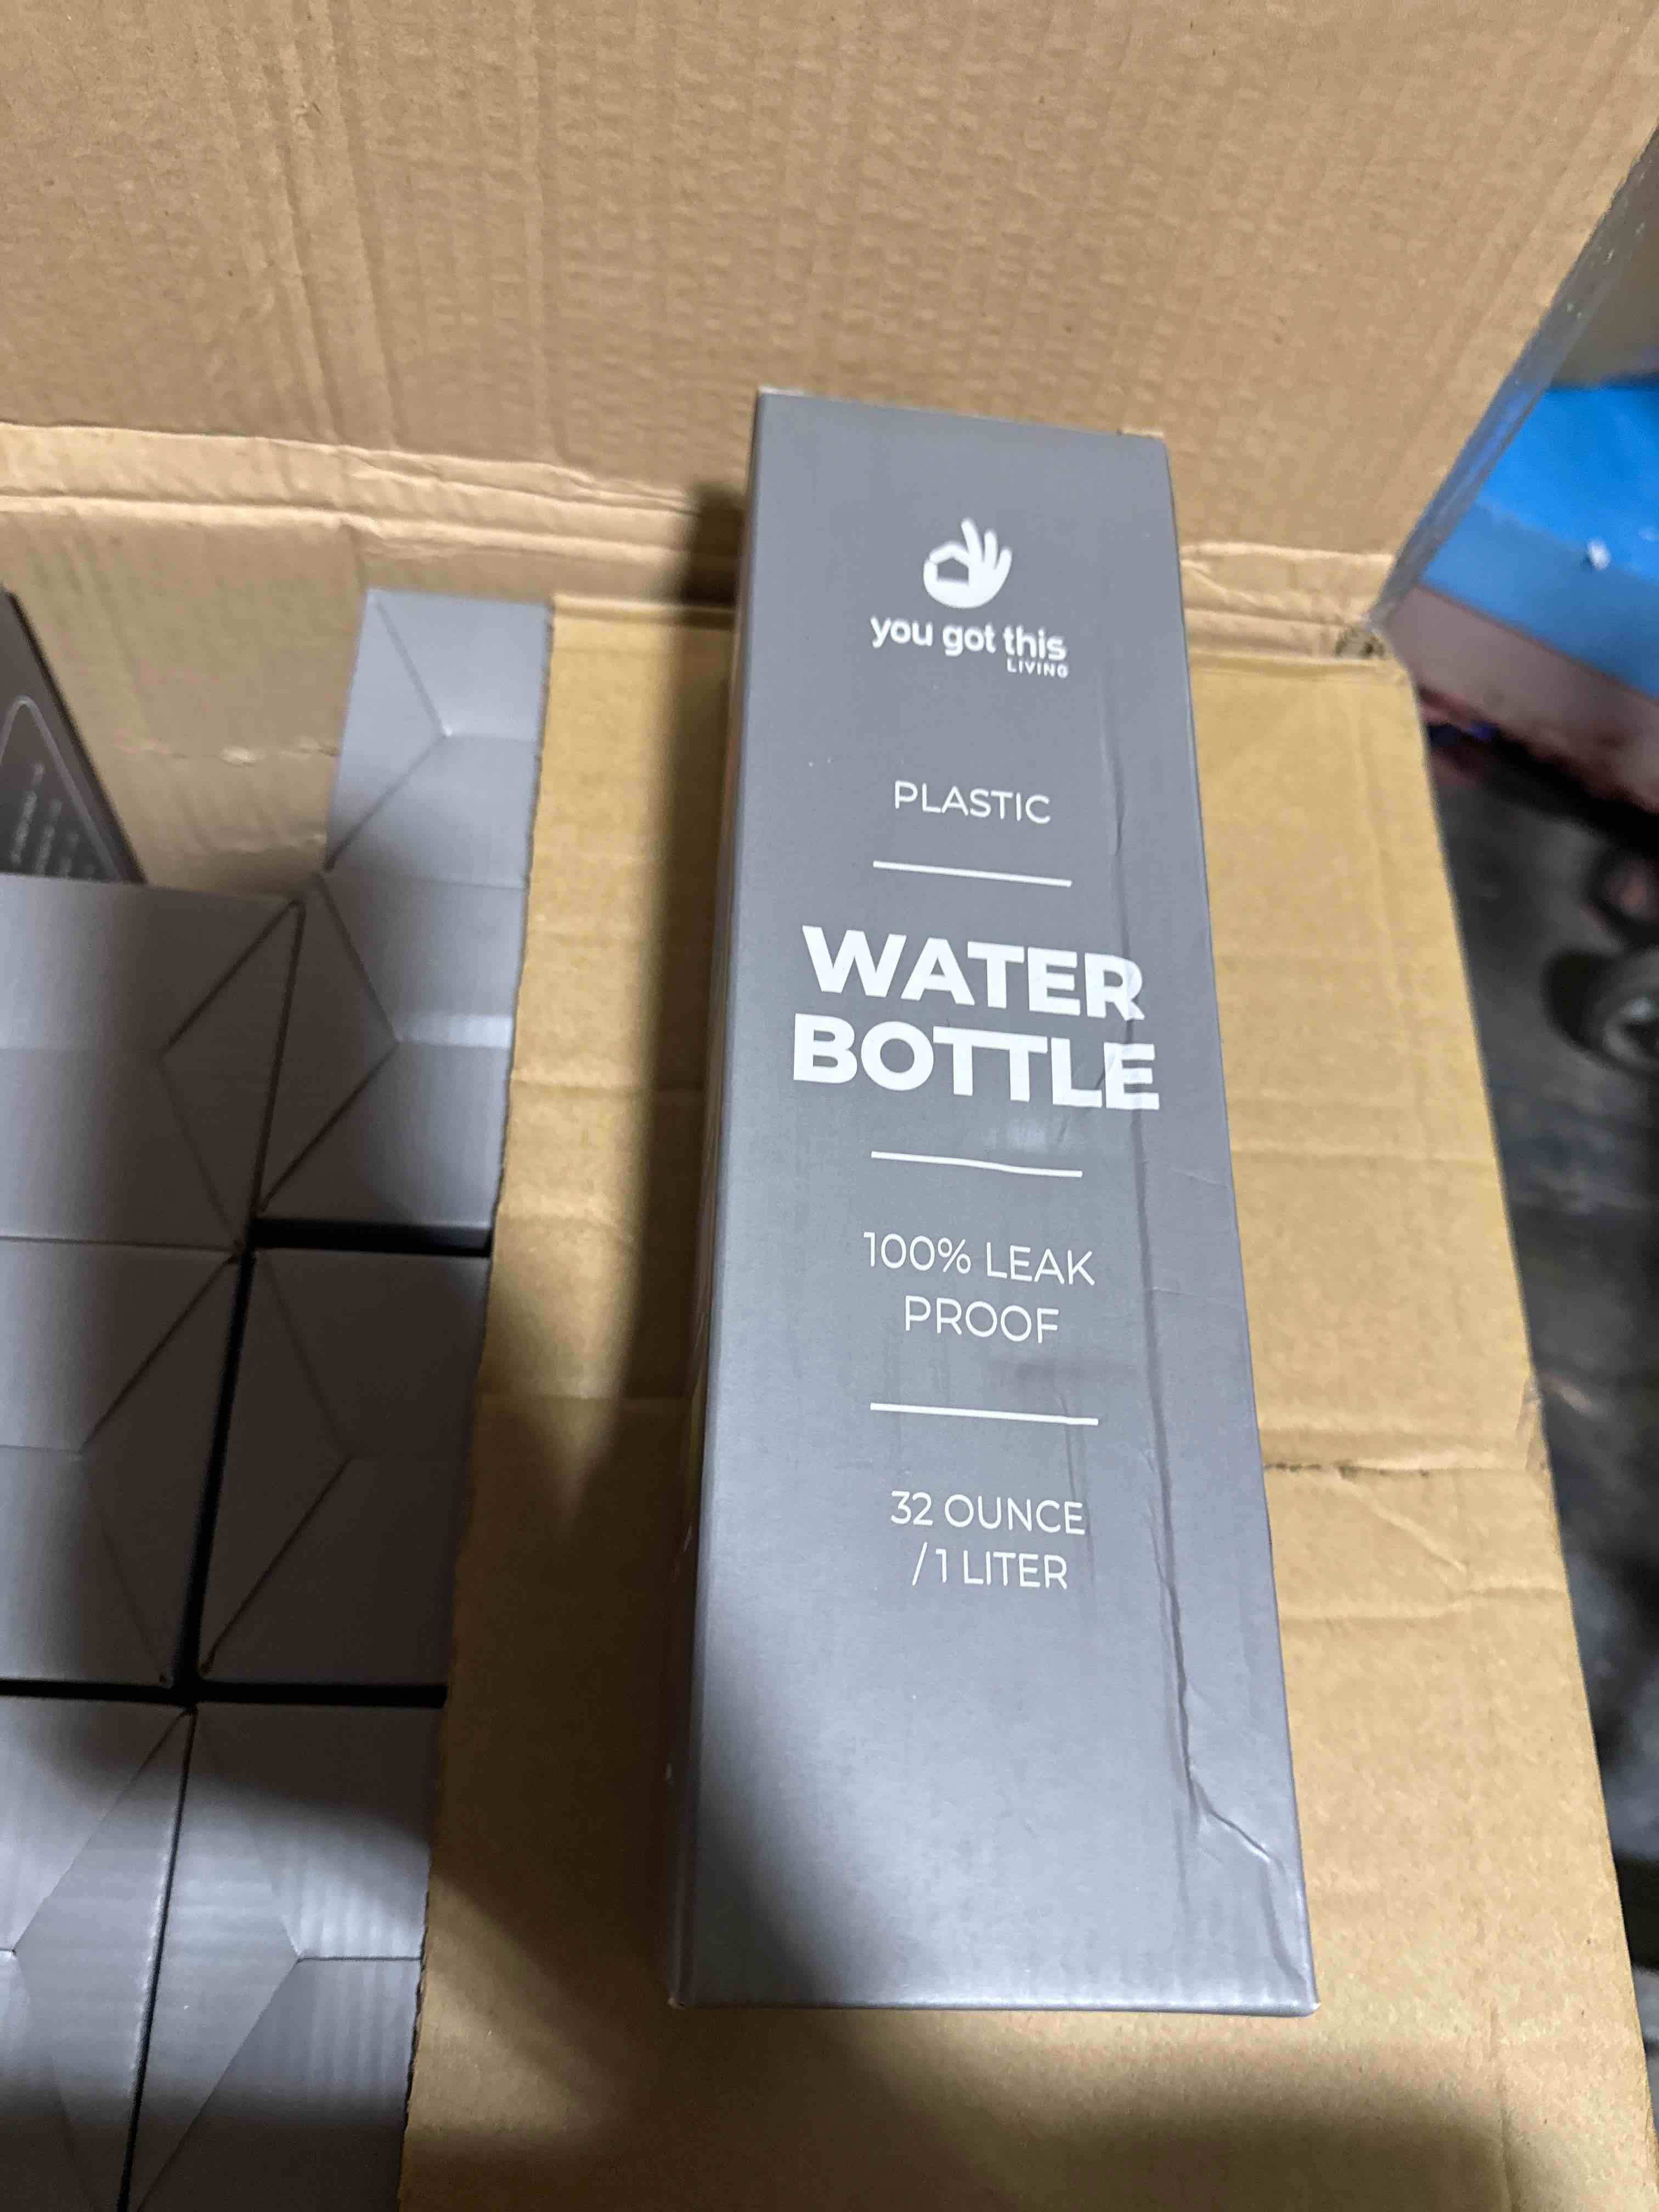 you got this
LIVING
PLASTIC
WATER
BOTTLE
100% LEAK
PROOF
32 OUNCE
/ 1 LITER